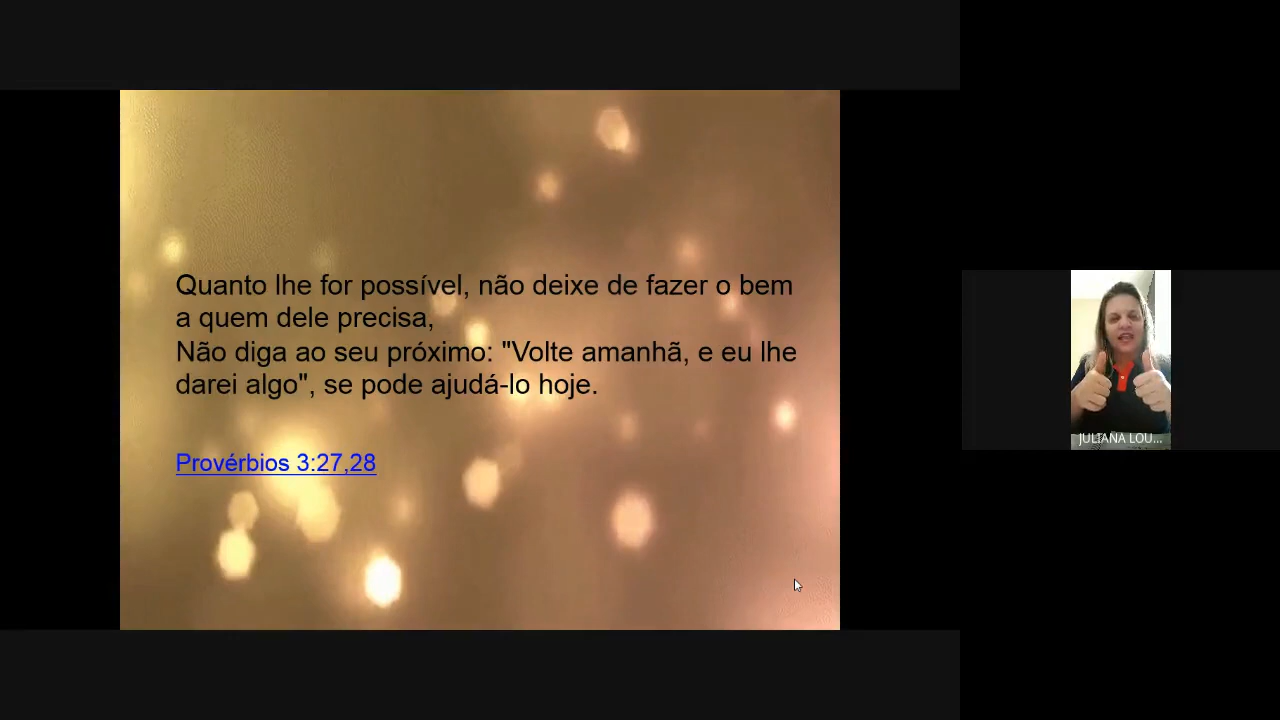 Quanto lhe for possível, não deixe de fazer o bem
a quem dele precisa,
Não diga ao seu próximo: "Volte amanhã, e eu lhe
darei algo", se pode ajudá-lo hoje.
Provérbios 3:27,28
JULIANA LOU...